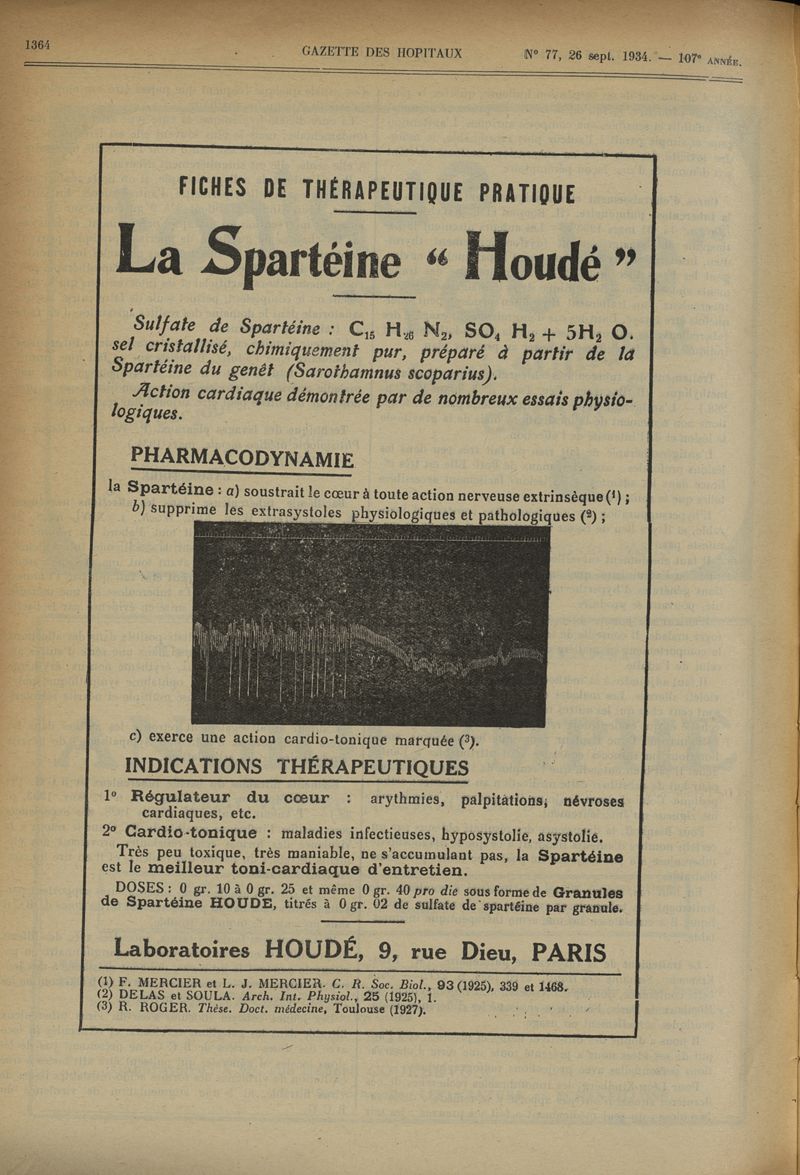 1364
GAZETTE DES HOPITAUX
N° 77, 26 sept. 1934. — 107e ANNÉE.
FICHES DE THÉRAPEUTIQUE PRATIQUE
La Spartéine “ Houdé ”
Sulfate de Spartéine : C15 H26 N2, SO4 H2 + 5H2 O.
sel cristallisé, chimiquement pur, préparé à partir de la
Spartéine du genêt (Sarothamnus scoparius).
Action cardiaque démontrée par de nombreux essais physio-
logiques.
PHARMACODYNAMIE
la Spartéine : a) soustrait le cœur à toute action nerveuse extrinsèque (1) ;
b) supprime les extrasystoles physiologiques et pathologiques (2) ;
c) exerce une action cardio-tonique marquée (3).
INDICATIONS THÉRAPEUTIQUES
1° Régulateur du cœur : arythmies, palpitations, névroses
cardiaques, etc.
2° Cardio-tonique : maladies infectieuses, hyposystolie, asystolie.
Très peu toxique, très maniable, ne s'accumulant pas, la Spartéine
est le meilleur toni-cardiaque d'entretien.
DOSES : 0 gr. 10 à 0 gr. 25 et même 0 gr. 40 pro die sous forme de Granules
de Spartéine HOUDE, titrés à 0 gr. 02 de sulfate de spartéine par granule.
Laboratoires HOUDÉ, 9, rue Dieu, PARIS
(1) F. MERCIER et L. J. MERCIER. C. R. Soc. Biol., 93 (1925), 339 et 1468.
(2) DELAS et SOULA. Arch. Int. Physiol., 25 (1925), 1.
(3) R. ROGER. Thèse. Doct. médecine, Toulouse (1927).